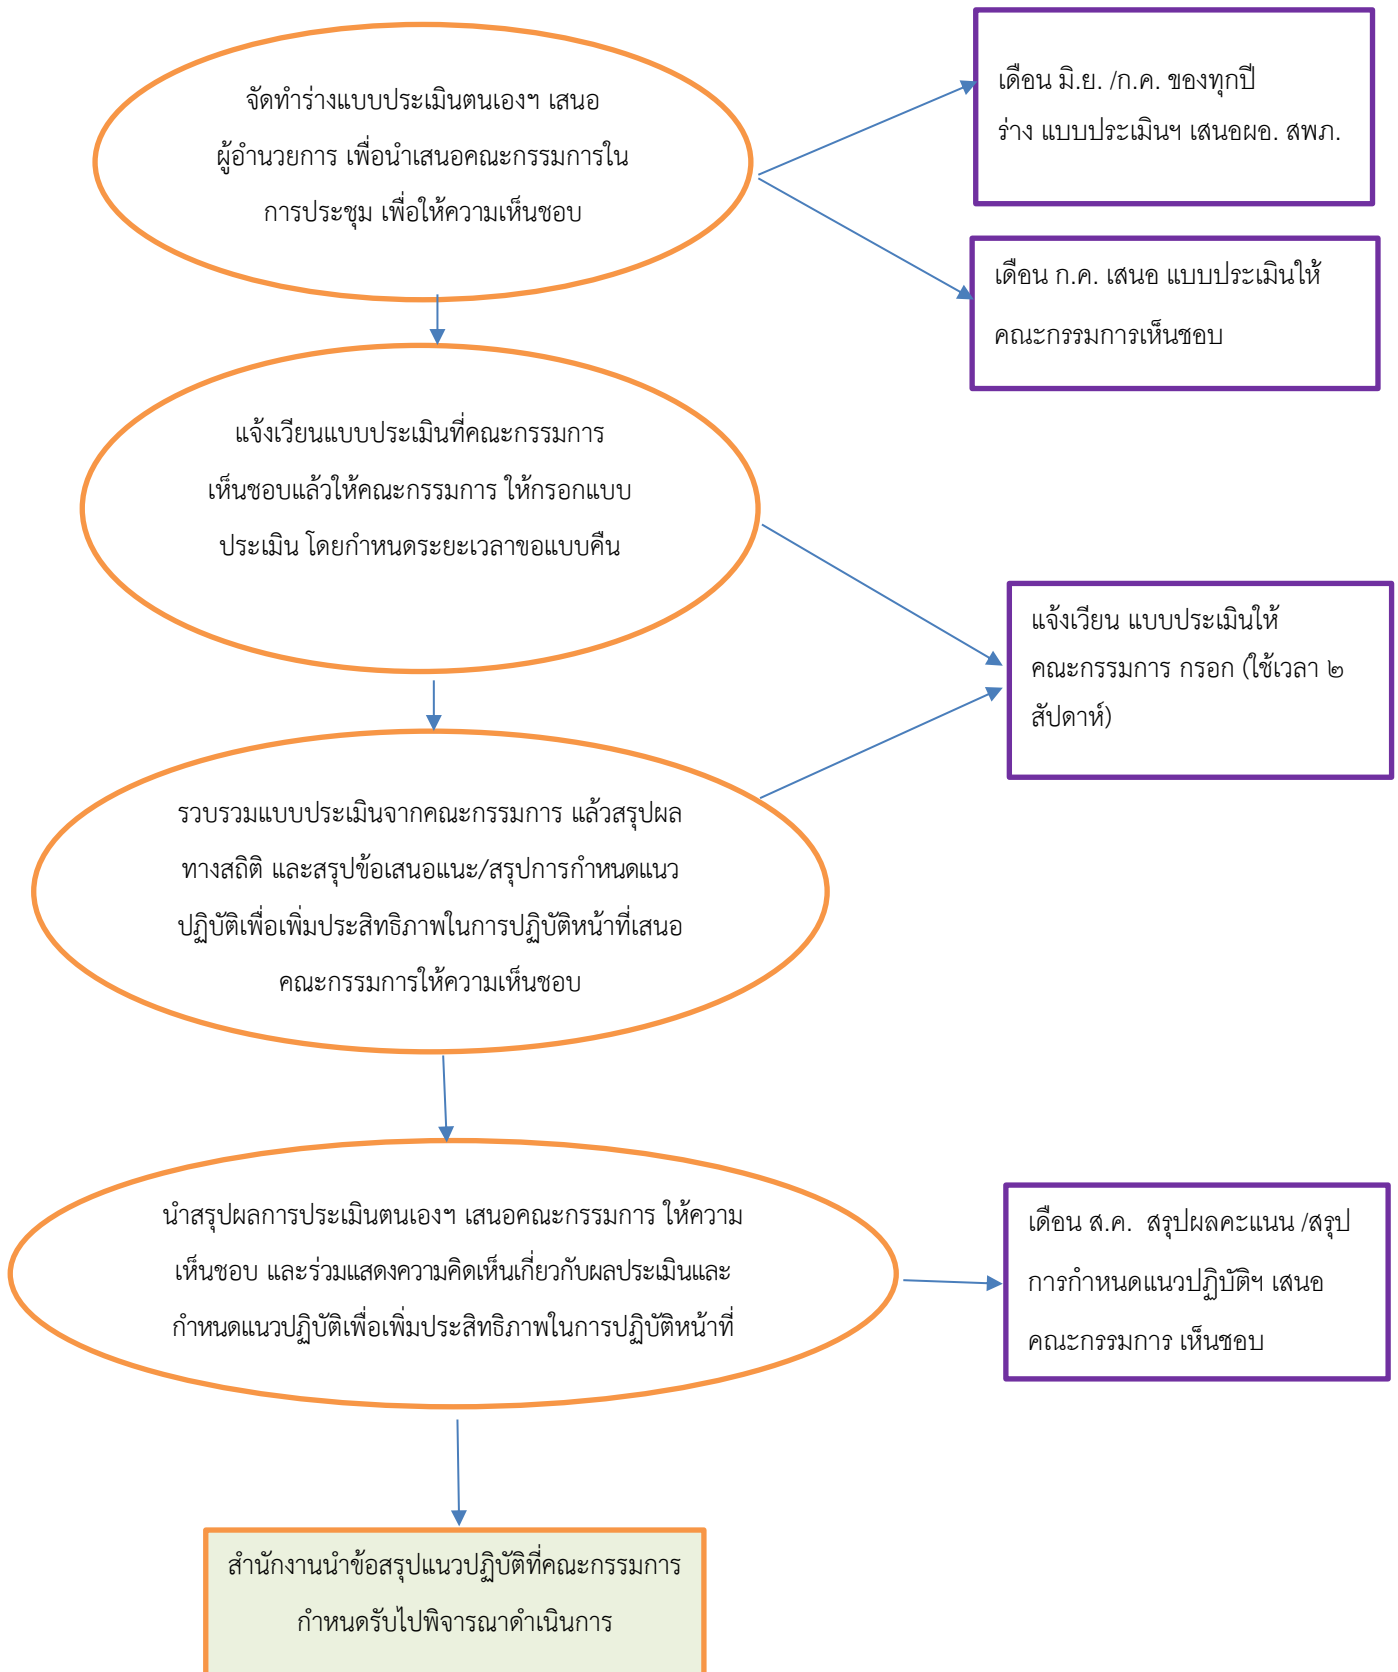 จัดทำร่างแบบประเมินตนเองฯ เสนอ
ผู้อำนวยการ เพื่อนำเสนอคณะกรรมการใน
การประชุม เพื่อให้ความเห็นชอบ
เดือน มิ.ย. /ก.ค. ของทุกปี
ร่าง แบบประเมินฯ เสนอผอ. สพภ.
เดือน ก.ค. เสนอ แบบประเมินให้
คณะกรรมการเห็นชอบ
แจ้งเวียนแบบประเมินที่คณะกรรมการ
เห็นชอบแล้วให้คณะกรรมการ ให้กรอกแบบ
ประเมิน โดยกำหนดระยะเวลาขอแบบคืน
แจ้งเวียน แบบประเมินให้
คณะกรรมการ กรอก (ใช้เวลา ๒
สัปดาห์)
รวบรวมแบบประเมินจากคณะกรรมการ แล้วสรุปผล
ทางสถิติ และสรุปข้อเสนอแนะ/สรุปการกำหนดแนว
ปฏิบัติเพื่อเพิ่มประสิทธิภาพในการปฏิบัติหน้าที่เสนอ
คณะกรรมการให้ความเห็นชอบ
นำสรุปผลการประเมินตนเองฯ เสนอคณะกรรมการ ให้ความ
เห็นชอบ และร่วมแสดงความคิดเห็นเกี่ยวกับผลประเมินและ
กำหนดแนวปฏิบัติเพื่อเพิ่มประสิทธิภาพในการปฏิบัติหน้าที่
เดือน ส.ค. สรุปผลคะแนน /สรุป
การกำหนดแนวปฏิบัติฯ เสนอ
คณะกรรมการ เห็นชอบ
สำนักงานนำข้อสรุปแนวปฏิบัติที่คณะกรรมการ
กำหนดรับไปพิจารณาดำเนินการ